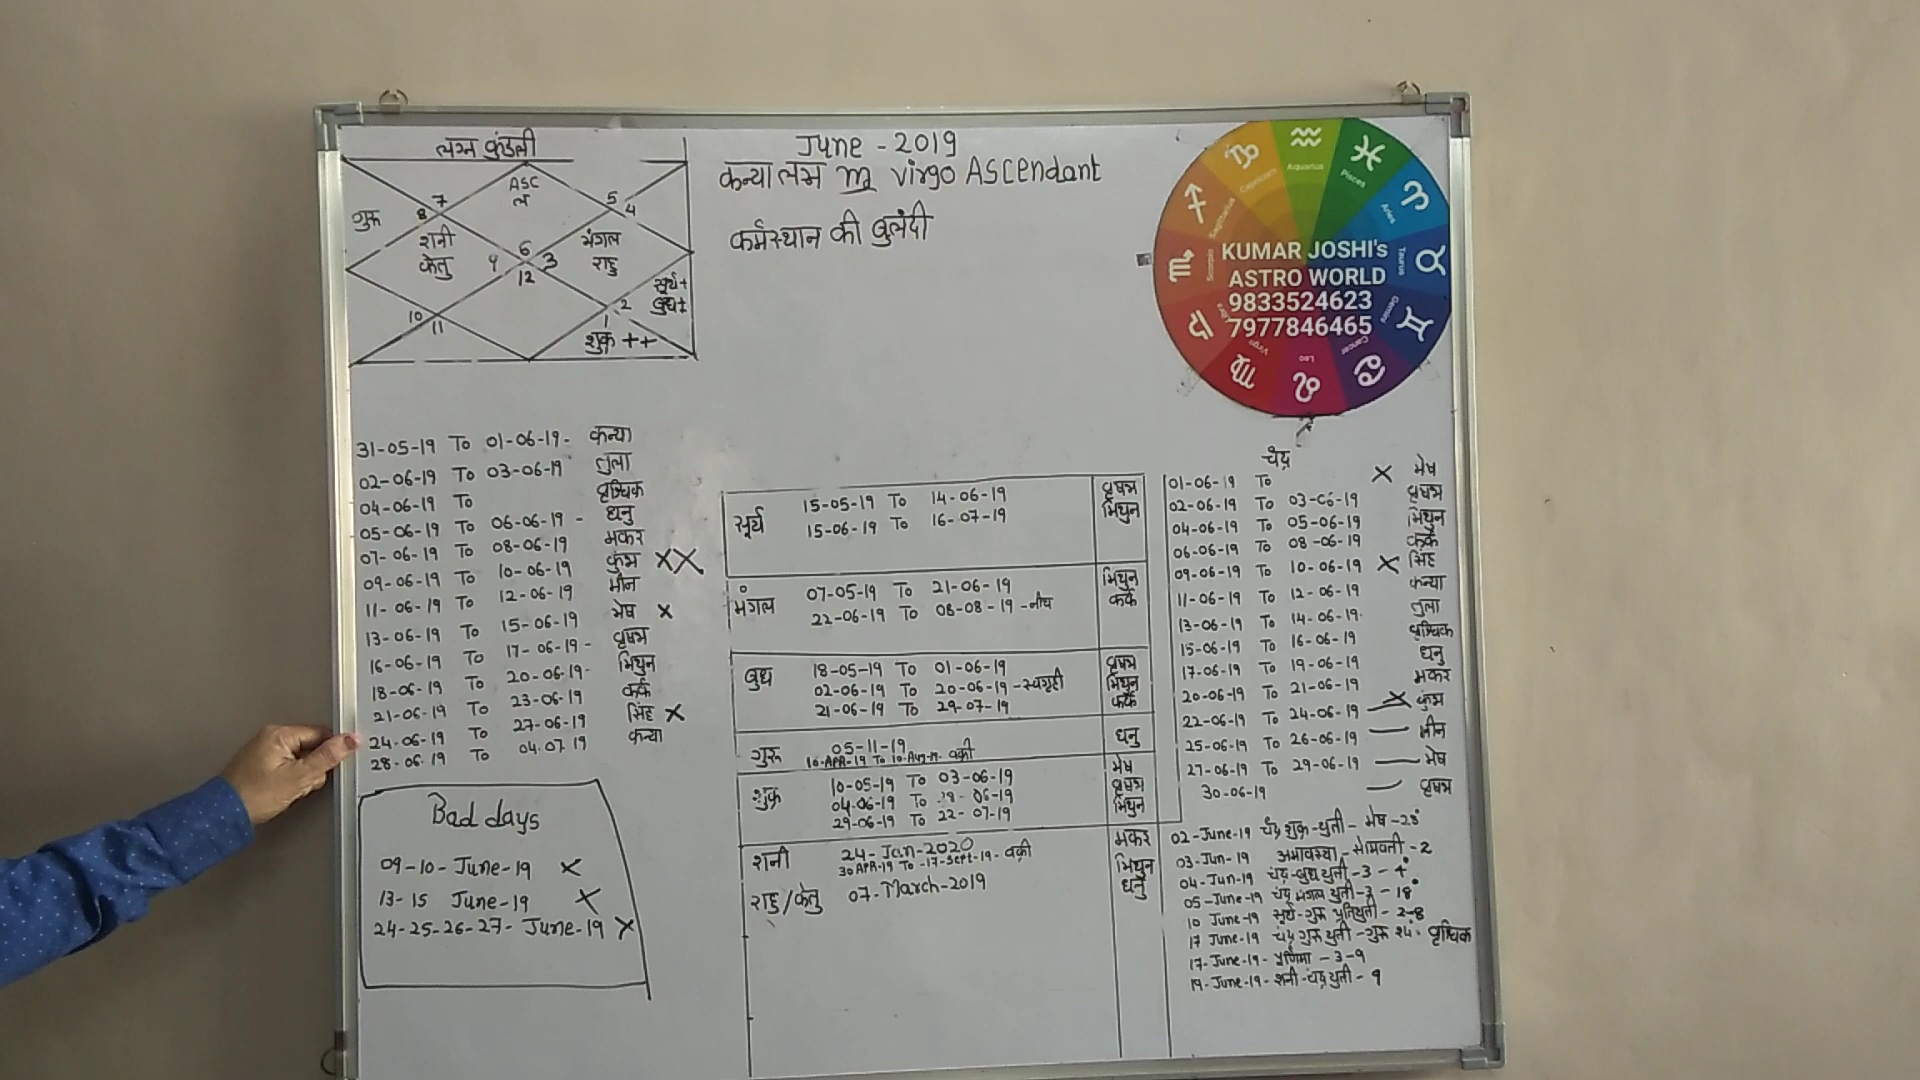 लग्न कुंडली
ASC
ल
7
8
गुरू
शनी
केतु
9
6
12
3
5
4
मंगल
राहु
सूर्य+
बुध+
2
1
शुक्र ++
10
11
June - 2019
कन्या लग्न ♍ Virgo Ascendant
कर्मस्थान की बुलंदी
Capricorn
Aquarius
Pisces
Aries
Taurus
Gemini
Cancer
Leo
Virgo
Libra
Scorpio
Sagittarius
KUMAR JOSHI's
ASTRO WORLD
9833524623
7977846465
31-05-19 To 01-06-19- कन्या
02-06-19 To 03-06-19 तुला
04-06-19 To वृश्चिक
05-06-19 To 06-06-19 - धनु
07-06-19 To 08-06-19 मकर
09-06-19 To 10-06-19 कुंभ XX
11-06-19 To 12-06-19 मीन
13-06-19 To 15-06-19 मेष X
16-06-19 To 17-06-19 - वृषभ
18-06-19 To 20-06-19- मिथुन
21-06-19 To 23-06-19 कर्क
24-06-19 To 27-06-19 सिंह X
28-06-19 To 04.07.19 कन्या
Bad days
09-10-June-19 X
13-15 June-19 X
24-25-26-27- June-19 X
सूर्य 15-05-19 To 14-06-19 वृषभ
15-06-19 To 16-07-19 मिथुन
मंगल 07-05-19 To 21-06-19 मिथुन
22-06-19 To 08-08-19 -नीच कर्क
बुध 18-05-19 To 01-06-19 वृषभ
02-06-19 To 20-06-19-स्वगृही मिथुन
21-06-19 To 29-07-19 कर्क
गुरू 05-11-19 धनु
10-APR-19 To 10-Aug-19- वक्री
शुक्र 10-05-19 To 03-06-19 मेष
04-06-19 To 28-06-19 वृषभ
29-06-19 To 22-07-19 मिथुन
शनी 24-Jan-2020 मकर
30 APR-19 To -17-Sept-19- वक्री
राहु/केतु 07-March-2019 मिथुन
धनु
चंद्र
01-06-19 To X मेष
02-06-19 To 03-06-19 वृषभ
04-06-19 To 05-06-19 मिथुन
06-06-19 To 08-06-19 कर्क
09-06-19 To 10-06-19 X सिंह
11-06-19 To 12-06-19 कन्या
13-06-19 To 14-06-19. तुला
15-06-19 To 16-06-19 वृश्चिक
17-06-19 To 19-06-19 धनु
20-06-19 To 21-06-19 मकर
22-06-19 To 24-06-19 X कुंभ
25-06-19 To 26-06-19 — मीन
27-06-19 To 29-06-19 — मेष
30-06-19 — वृषभ
02-June-19 चंद्र शुक्र-युती- मेष -28°
03-Jun-19 अमावस्या-सोमवती-2
04-Jun-19 चंद्र-बुध युती-3-4°
05-June-19 चंद्र मंगल युती-3-18°
10 June-19 सूर्य-गुरू प्रतियुती-2-8
17 June-19 चंद्र गुरू युती-गुरू २५° वृश्चिक
17-June-19- पूर्णिमा -3-9
19-June-19- शनी-चंद्र युती-9